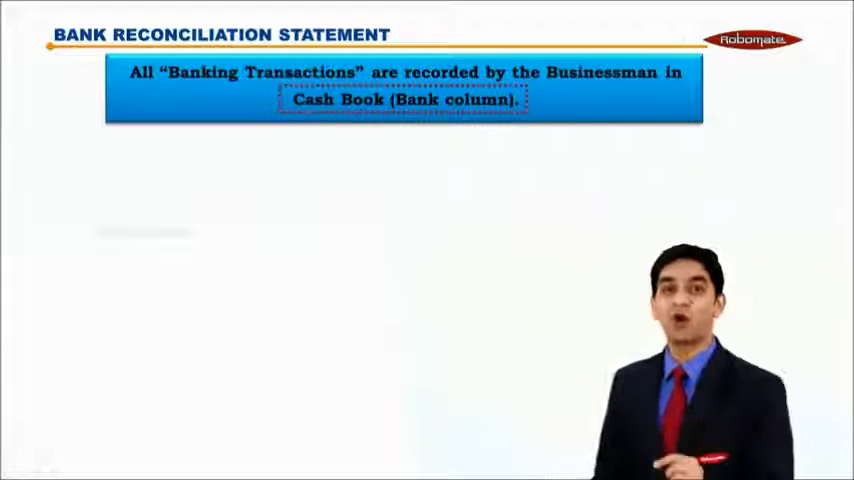 BANK RECONCILIATION STATEMENT
Robomate
All “Banking Transactions” are recorded by the Businessman in
Cash Book (Bank column).